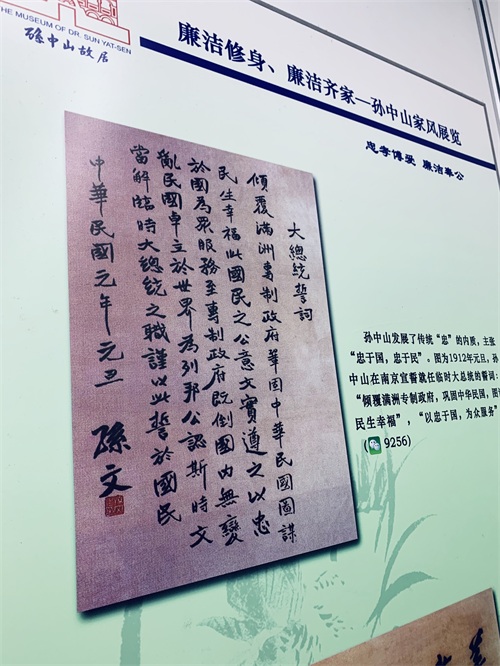 THE MUSEUM OF DR. SUN YAT-SEN
孫中山故居
廉洁修身、廉洁齐家—孙中山家风展览
忠孝博爱 廉洁奉公
大總統誓詞
傾覆滿洲專制政府鞏固中華民國圖謀
民生幸福此國民之公意文實遵之以忠
於國為眾服務至專制政府既倒國內無變
亂民國卓立於世界為列邦公認斯時文
當解臨時大總統之職謹以此誓於國民
中華民國元年元旦 孫文
孙中山发展了传统“忠”的内质，主张
“忠于国，忠于民”。图为1912年元旦，孙
中山在南京宣誓就任临时大总统的誓词：
“倾覆满洲专制政府，巩固中华民国，图
民生幸福”，“以忠于国，为众服务”
( 9256)